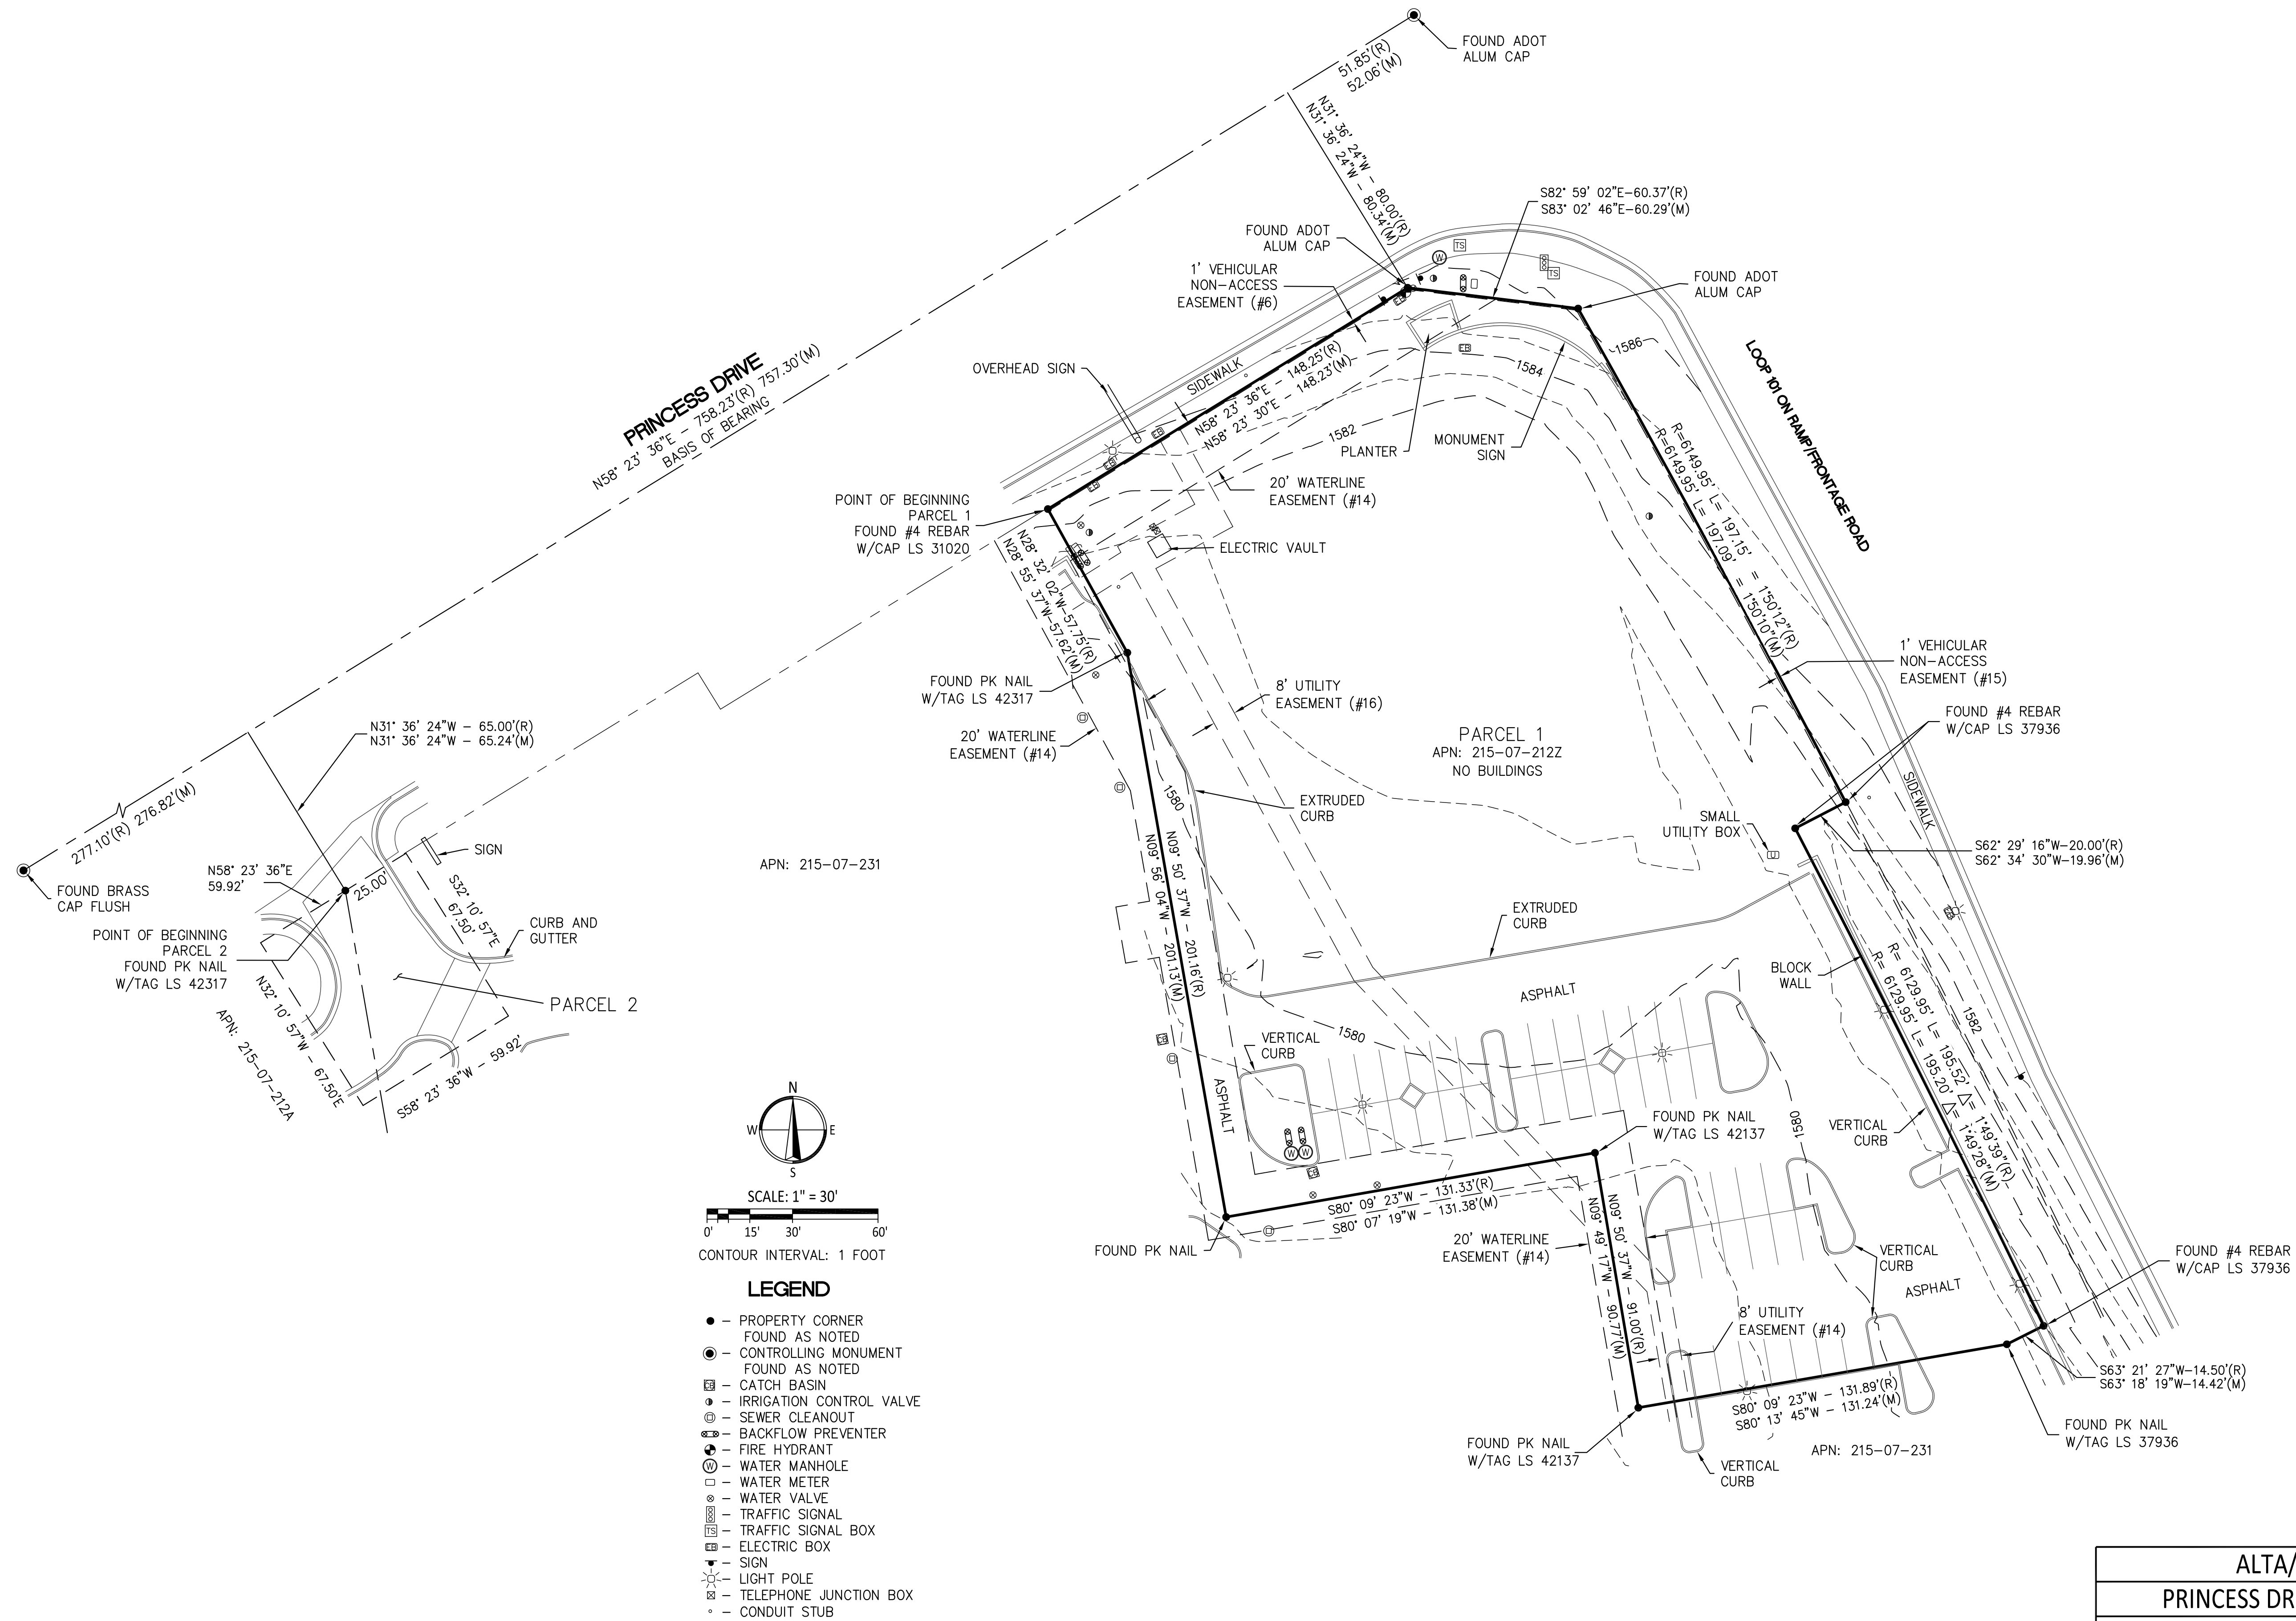 FOUND ADOT
ALUM CAP
51.85'(R)
52.06'(M)
N31° 36' 24"W - 80.00'(R)
N31° 36' 24"W - 80.34'(M)
S82° 59' 02"E-60.37'(R)
S83° 02' 46"E-60.29'(M)
FOUND ADOT
ALUM CAP
1' VEHICULAR
NON-ACCESS
EASEMENT (#6)
TS
W
TS
FOUND ADOT
ALUM CAP
EB
EB
1586
1584
LOOP 101 ON RAMP/FRONTAGE ROAD
PRINCESS DRIVE
N58° 23' 36"E - 758.23'(R) 757.30'(M)
BASIS OF BEARING
OVERHEAD SIGN
SIDEWALK
N58° 23' 36"E - 148.25'(R)
N58° 23' 30"E - 148.23'(M)
1582
PLANTER
MONUMENT
SIGN
EB
EB
EB
20' WATERLINE
EASEMENT (#14)
R=6149.95' L= 197.15' = 1°50'12"(R)
R=6149.95' L= 197.09' = 1°50'10"(M)
POINT OF BEGINNING
PARCEL 1
FOUND #4 REBAR
W/CAP LS 31020
ELECTRIC VAULT
N28° 32' 02"W-57.75'(R)
N28° 55' 37"W-57.62'(M)
1' VEHICULAR
NON-ACCESS
EASEMENT (#15)
FOUND PK NAIL
W/TAG LS 42317
8' UTILITY
EASEMENT (#16)
20' WATERLINE
EASEMENT (#14)
PARCEL 1
APN: 215-07-212Z
NO BUILDINGS
FOUND #4 REBAR
W/CAP LS 37936
SIDEWALK
N31° 36' 24"W - 65.00'(R)
N31° 36' 24"W - 65.24'(M)
277.10'(R) 276.82'(M)
1580
EXTRUDED
CURB
SMALL
UTILITY BOX
U
S62° 29' 16"W-20.00'(R)
S62° 34' 30"W-19.96'(M)
FOUND BRASS
CAP FLUSH
N58° 23' 36"E
59.92'
25.00'
SIGN
S32° 10' 57"E
67.50'
APN: 215-07-231
N09° 50' 37"W - 201.16'(R)
N09° 56' 04"W - 201.13'(M)
EXTRUDED
CURB
CURB AND
GUTTER
POINT OF BEGINNING
PARCEL 2
FOUND PK NAIL
W/TAG LS 42317
PARCEL 2
N32° 10' 57"W - 67.50'E
APN: 215-07-212A
S58° 23' 36"W - 59.92'
BLOCK
WALL
ASPHALT
EB
R= 6129.95' L= 195.52' △= 1°49'39"(R)
R= 6129.95' L= 195.20' △= 1°49'28"(M)
1582
CB
VERTICAL
CURB
1580
ASPHALT
W W
CB
FOUND PK NAIL
W/TAG LS 42137
1580
VERTICAL
CURB
N
W E
S
SCALE: 1" = 30'
0' 15' 30' 60'
CONTOUR INTERVAL: 1 FOOT
S80° 09' 23"W - 131.33'(R)
S80° 07' 19"W - 131.38'(M)
FOUND PK NAIL
20' WATERLINE
EASEMENT (#14)
N09° 50' 37"W - 91.00'(R)
N09° 49' 17"W - 90.77'(M)
VERTICAL
CURB
ASPHALT
FOUND #4 REBAR
W/CAP LS 37936
8' UTILITY
EASEMENT (#14)
S63° 21' 27"W-14.50'(R)
S63° 18' 19"W-14.42'(M)
S80° 09' 23"W - 131.89'(R)
S80° 13' 45"W - 131.24'(M)
FOUND PK NAIL
W/TAG LS 42137
VERTICAL
CURB
APN: 215-07-231
FOUND PK NAIL
W/TAG LS 37936
LEGEND
- PROPERTY CORNER
FOUND AS NOTED
- CONTROLLING MONUMENT
FOUND AS NOTED
CB - CATCH BASIN
- IRRIGATION CONTROL VALVE
- SEWER CLEANOUT
- BACKFLOW PREVENTER
- FIRE HYDRANT
W - WATER MANHOLE
- WATER METER
- WATER VALVE
- TRAFFIC SIGNAL
TS - TRAFFIC SIGNAL BOX
EB - ELECTRIC BOX
- SIGN
- LIGHT POLE
- TELEPHONE JUNCTION BOX
- CONDUIT STUB
ALTA/
PRINCESS DR